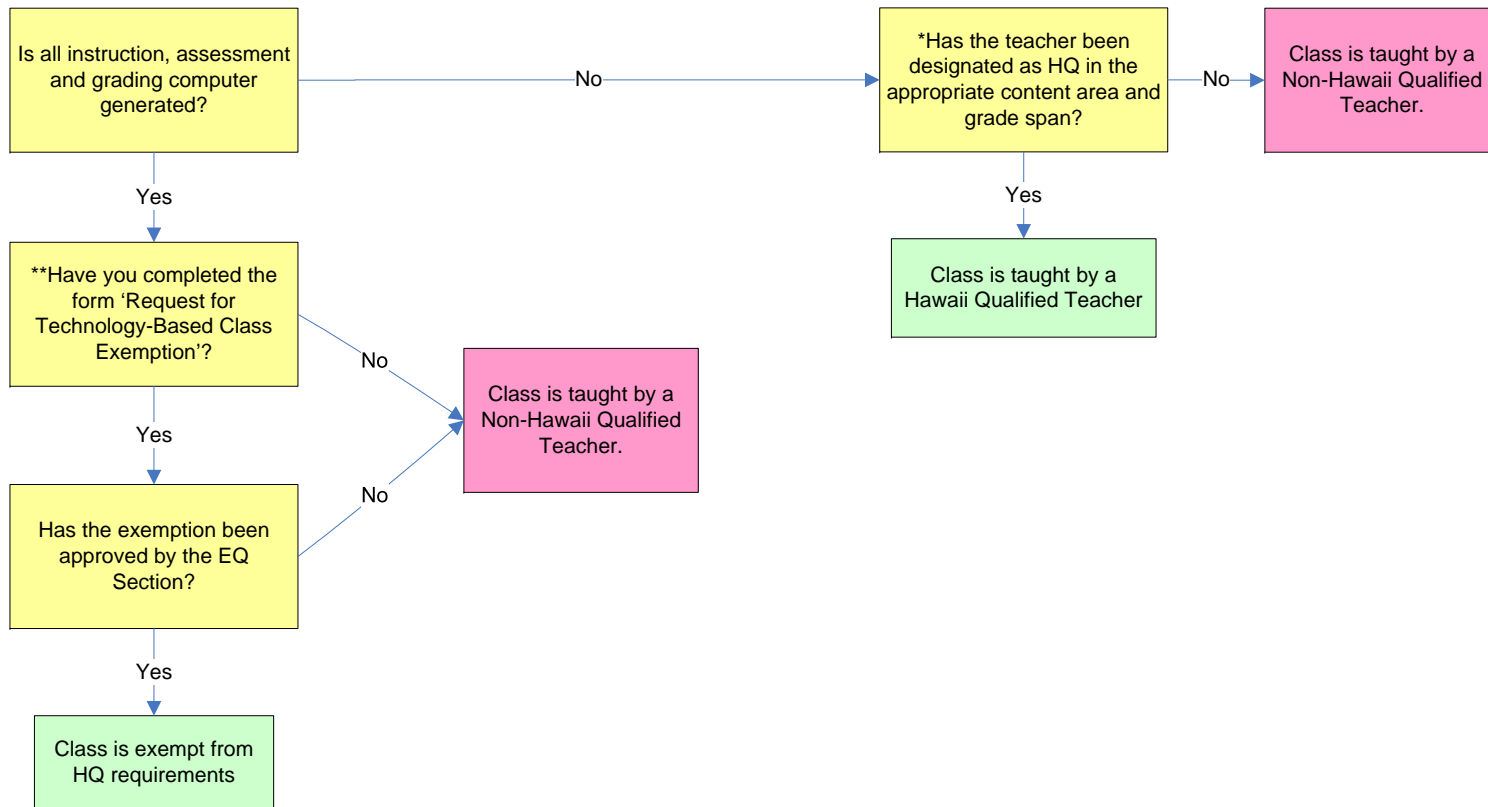 Is all instruction, assessment
and grading computer
generated?
No
*Has the teacher been
designated as HQ in the
appropriate content area and
grade span?
No
Class is taught by a
Non-Hawaii Qualified
Teacher.
Yes
Yes
**Have you completed the
form ‘Request for
Technology-Based Class
Exemption’?
Class is taught by a
Hawaii Qualified Teacher
No
Class is taught by a
Non-Hawaii Qualified
Teacher.
Yes
No
Has the exemption been
approved by the EQ
Section?
Yes
Class is exempt from
HQ requirements